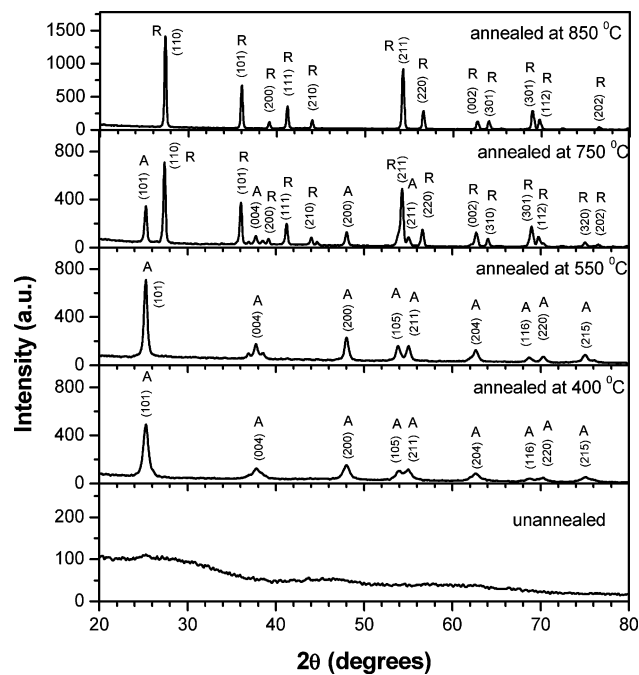 annealed at 850 ⁰C
1500
1000
500
0
R (110)
R (101)
R (200)
R (111)
R (210)
R (211)
R (220)
R (002)
R (301)
R (301)
R (112)
R (202)
annealed at 750 ⁰C
800
400
0
A (101)
(110) R
R (101)
A (004)
R (200)
R (111)
R (210)
A (200)
R (211)
A (211)
R (220)
R (002)
R (310)
R (301)
R (112)
R (320)
R (202)
annealed at 550 ⁰C
800
400
0
A (101)
A (004)
A (200)
A (105)
A (211)
A (204)
A (116)
A (220)
A (215)
annealed at 400 ⁰C
800
400
0
A (101)
A (004)
A (200)
A (105)
A (211)
A (204)
A (116)
A (220)
A (215)
unannealed
200
100
0
20 30 40 50 60 70 80
2θ (degrees)
Intensity (a.u.)